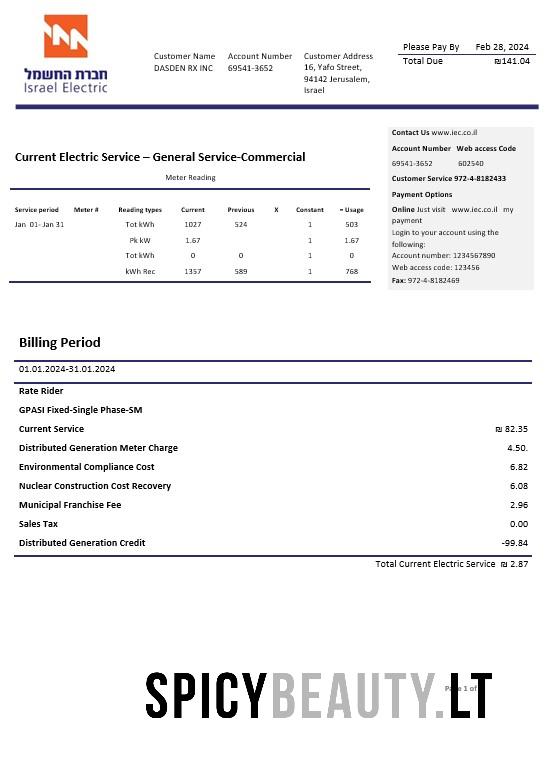 חברת החשמל
Israel Electric
Customer Name Account Number Customer Address
DASDEN RX INC 69541-3652 16, Yafo Street,
94142 Jerusalem,
Israel
Please Pay By Feb 28, 2024
Total Due ₪141.04
Contact Us www.iec.co.il
Account Number Web access Code
69541-3652 602540
Customer Service 972-4-8182433
Payment Options
Online Just visit www.iec.co.il my
payment
Login to your account using the
following:
Account number: 1234567890
Web access code: 123456
Fax: 972-4-8182469
Current Electric Service – General Service-Commercial
Meter Reading
Service period Meter # Reading types Current Previous X Constant = Usage
Jan 01- Jan 31 Tot kWh 1027 524 1 503
Pk kW 1.67 1 1.67
Tot kWh 0 0 1 0
kWh Rec 1357 589 1 768
Billing Period
01.01.2024-31.01.2024
Rate Rider
GPASI Fixed-Single Phase-SM
Current Service ₪ 82.35
Distributed Generation Meter Charge 4.50.
Environmental Compliance Cost 6.82
Nuclear Construction Cost Recovery 6.08
Municipal Franchise Fee 2.96
Sales Tax 0.00
Distributed Generation Credit -99.84
Total Current Electric Service ₪ 2.87
SPICYBEAUTY.LT
1 of